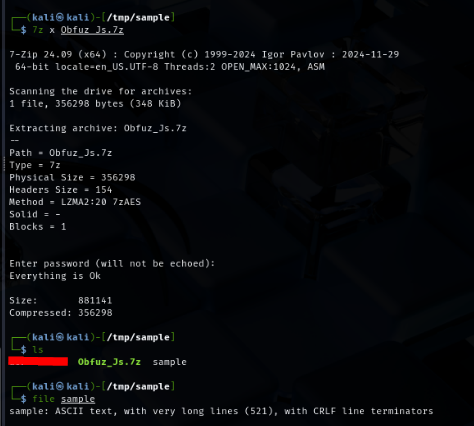 ┌──(kali㉿kali)-[/tmp/sample]
└─$ 7z x Obfuz_Js.7z
7-Zip 24.09 (x64) : Copyright (c) 1999-2024 Igor Pavlov : 2024-11-29
64-bit locale=en_US.UTF-8 Threads:2 OPEN_MAX:1024, ASM
Scanning the drive for archives:
1 file, 356298 bytes (348 KiB)
Extracting archive: Obfuz_Js.7z
--
Path = Obfuz_Js.7z
Type = 7z
Physical Size = 356298
Headers Size = 154
Method = LZMA2:20 7zAES
Solid = -
Blocks = 1
Enter password (will not be echoed):
Everything is Ok
Size: 881141
Compressed: 356298
┌──(kali㉿kali)-[/tmp/sample]
└─$ ls
Obfuz_Js.7z sample
┌──(kali㉿kali)-[/tmp/sample]
└─$ file sample
sample: ASCII text, with very long lines (521), with CRLF line terminators